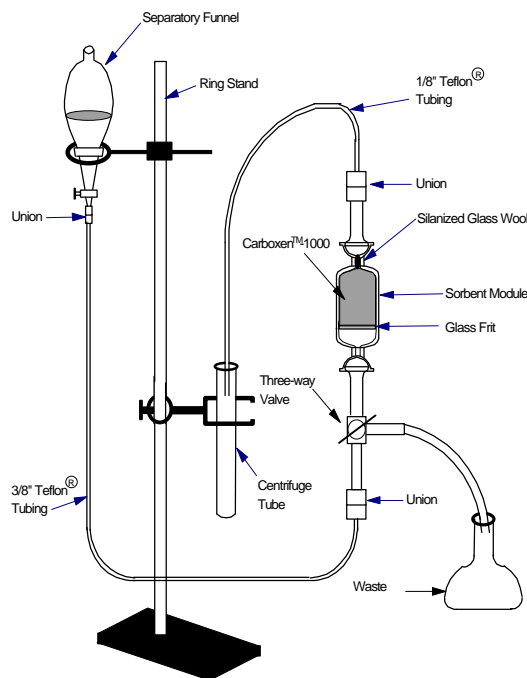 Separatory Funnel
Ring Stand
1/8" Teflon®
Tubing
Union
Union
Silanized Glass Wool
Carboxen™1000
Sorbent Module
Glass Frit
Three-way
Valve
3/8" Teflon®
Tubing
Centrifuge
Tube
Union
Waste